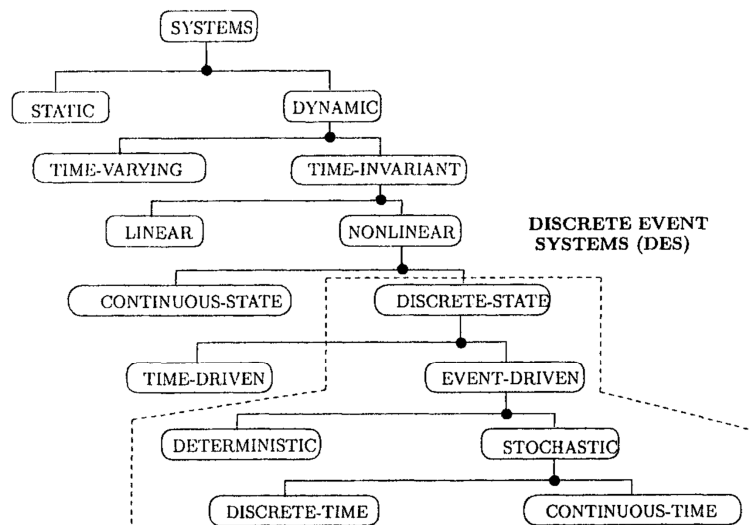 SYSTEMS
STATIC
DYNAMIC
TIME-VARYING
TIME-INVARIANT
LINEAR
NONLINEAR
DISCRETE EVENT
SYSTEMS (DES)
CONTINUOUS-STATE
DISCRETE-STATE
TIME-DRIVEN
EVENT-DRIVEN
DETERMINISTIC
STOCHASTIC
DISCRETE-TIME
CONTINUOUS-TIME